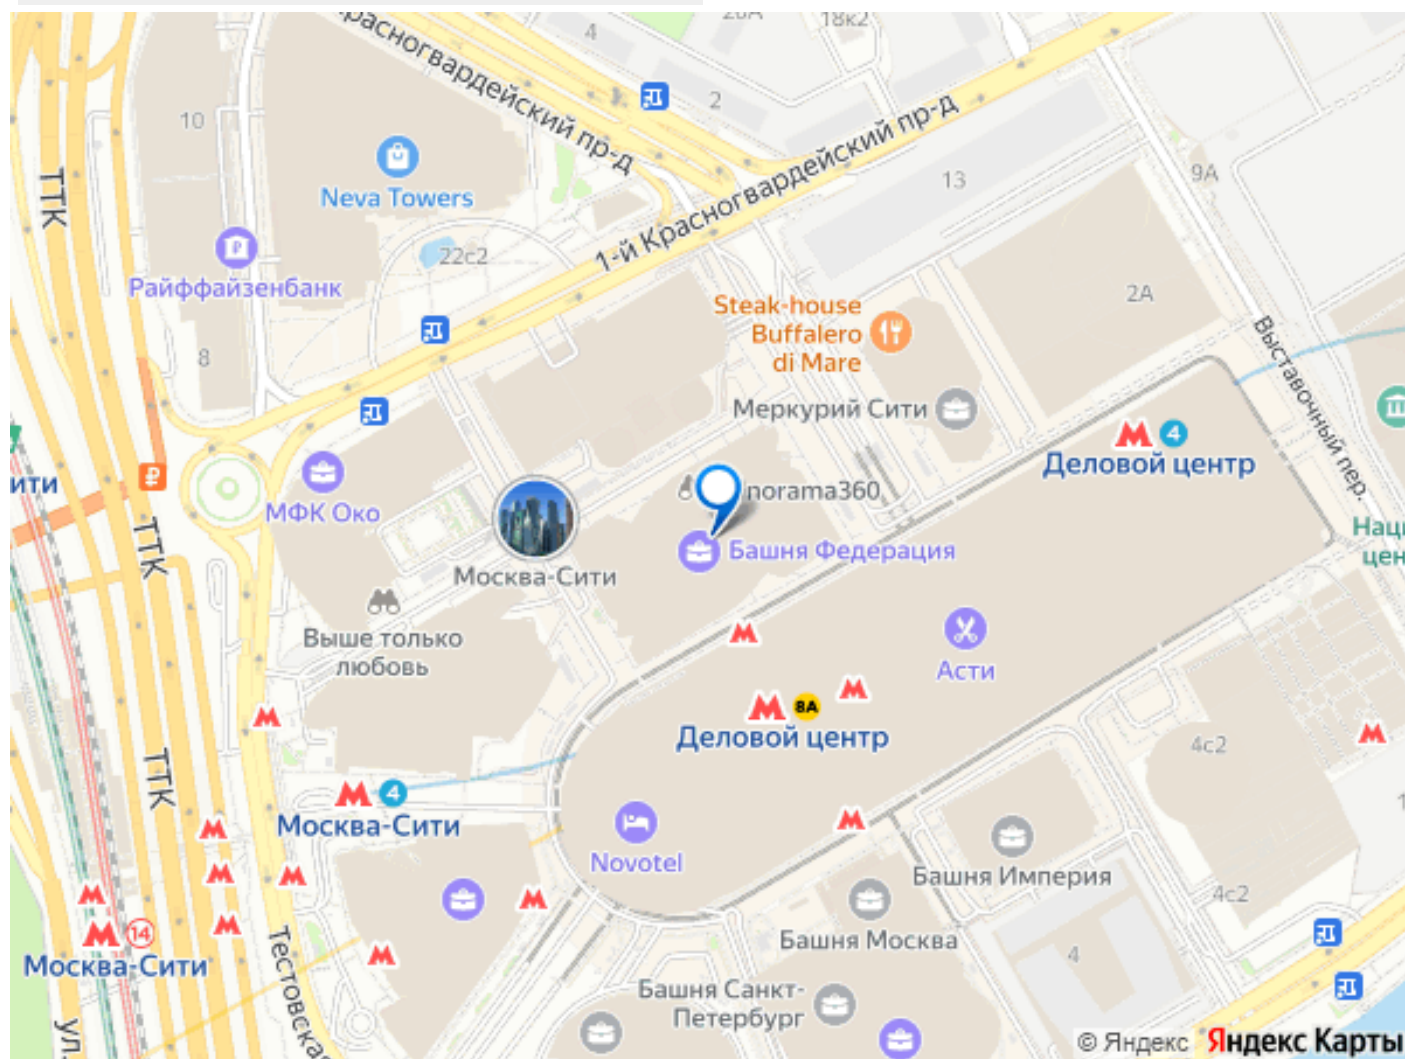 Красногвардейский пр-д
4
18к2
2
10
ТТК
Neva Towers
1-й Красногвардейский пр-д
13
9А
22с2
Райффайзенбанк
8
2А
Steak-house
Buffalero
di Mare
Выставочный пер.
Меркурий Сити
4
Деловой центр
МФК Око
norama360
Башня Федерация
Москва-Сити
ТТК
Выше только
любовь
Асти
8А
Деловой центр
4с2
ТТК
4
Москва-Сити
Novotel
Башня Империя
4с2
14
Москва-Сити
Тестовская
Башня Москва
4
Башня Санкт-
Петербург
ул.
© Яндекс Яндекс Карты